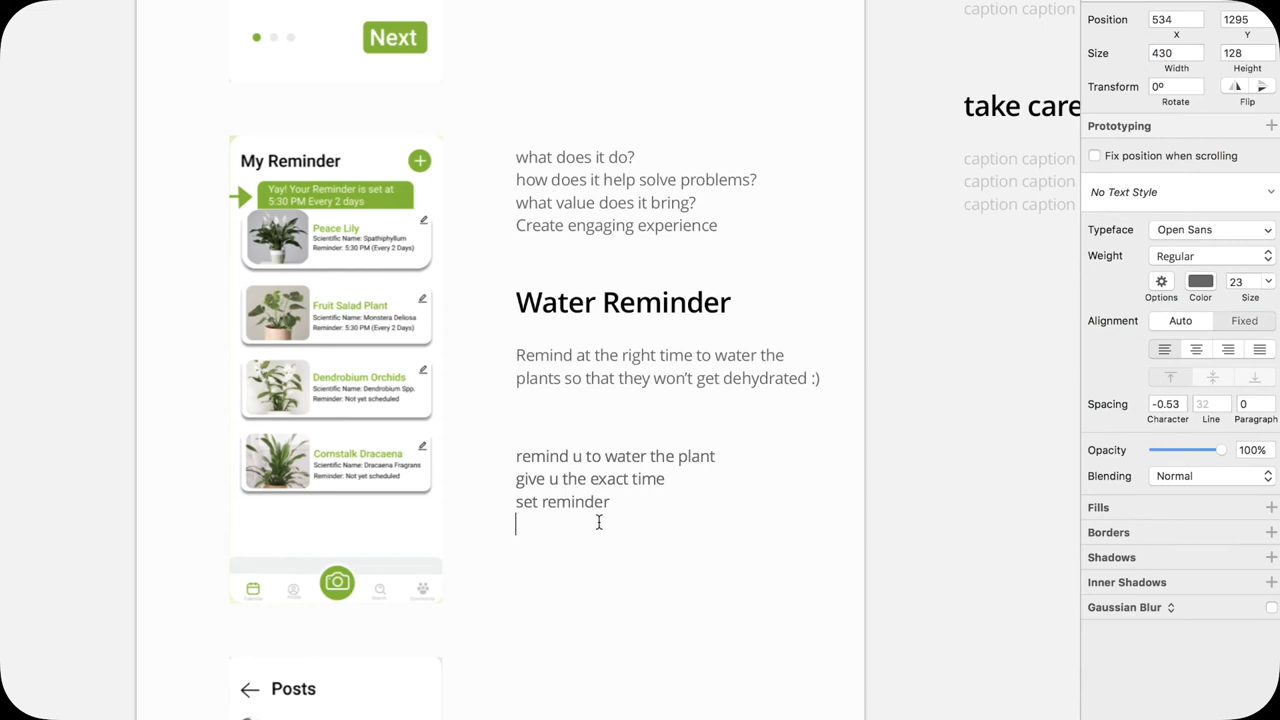 Next
My Reminder
Yay! Your Reminder is set at
5:30 PM Every 2 days
Peace Lily
Scientific Name: Spathiphyllum
Reminder: 5:30 PM (Every 2 Days)
Fruit Salad Plant
Scientific Name: Monstera Deliosa
Reminder: 5:30 PM (Every 2 Days)
Dendrobium Orchids
Scientific Name: Dendrobium Spp.
Reminder: Not yet scheduled
Cornstalk Dracaena
Scientific Name: Dracaena Fragrans
Reminder: Not yet scheduled
Posts
what does it do?
how does it help solve problems?
what value does it bring?
Create engaging experience
Water Reminder
Remind at the right time to water the
plants so that they won't get dehydrated :)
remind u to water the plant
give u the exact time
set reminder
caption caption
take care
caption caption
caption caption
caption caption
Position 534 1295
X Y
Size 430 128
Width Height
Transform 0º
Rotate Flip
Prototyping
Fix position when scrolling
No Text Style
Typeface Open Sans
Weight Regular
23
Options Color Size
Alignment Auto Fixed
Spacing -0.53 32 0
Character Line Paragraph
Opacity 100%
Blending Normal
Fills
Borders
Shadows
Inner Shadows
Gaussian Blur